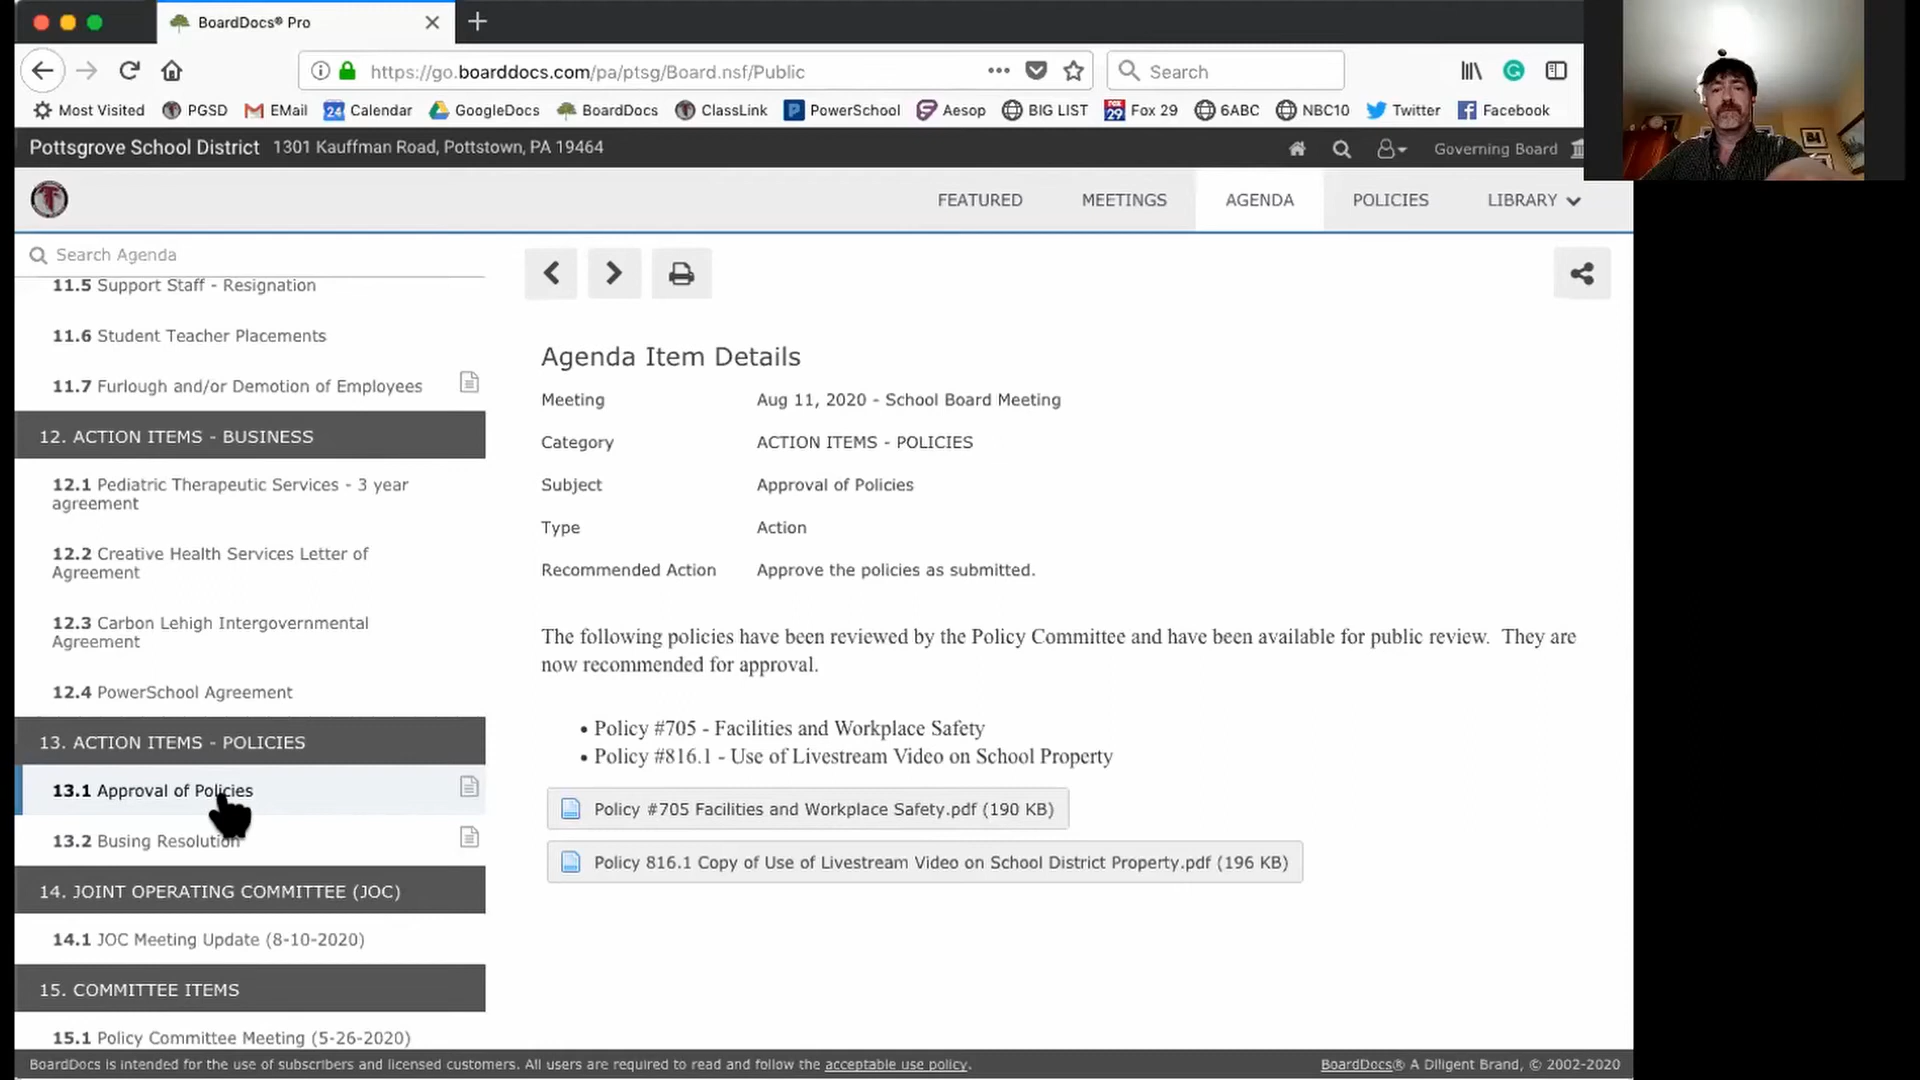 BoardDocs® Pro
https://go.boarddocs.com/pa/ptsg/Board.nsf/Public
Search
Most Visited PGSD EMail 24 Calendar GoogleDocs BoardDocs ClassLink PowerSchool Aesop BIG LIST FOX 29 Fox 29 6ABC NBC10 Twitter Facebook
Pottsgrove School District 1301 Kauffman Road, Pottstown, PA 19464
Governing Board
FEATURED MEETINGS AGENDA POLICIES LIBRARY
Search Agenda
11.5 Support Staff - Resignation
11.6 Student Teacher Placements
11.7 Furlough and/or Demotion of Employees
12. ACTION ITEMS - BUSINESS
12.1 Pediatric Therapeutic Services - 3 year
agreement
12.2 Creative Health Services Letter of
Agreement
12.3 Carbon Lehigh Intergovernmental
Agreement
12.4 PowerSchool Agreement
13. ACTION ITEMS - POLICIES
13.1 Approval of Policies
13.2 Busing Resolution
14. JOINT OPERATING COMMITTEE (JOC)
14.1 JOC Meeting Update (8-10-2020)
15. COMMITTEE ITEMS
15.1 Policy Committee Meeting (5-26-2020)
Agenda Item Details
Meeting Aug 11, 2020 - School Board Meeting
Category ACTION ITEMS - POLICIES
Subject Approval of Policies
Type Action
Recommended Action Approve the policies as submitted.
The following policies have been reviewed by the Policy Committee and have been available for public review. They are
now recommended for approval.
• Policy #705 - Facilities and Workplace Safety
• Policy #816.1 - Use of Livestream Video on School Property
Policy #705 Facilities and Workplace Safety.pdf (190 KB)
Policy 816.1 Copy of Use of Livestream Video on School District Property.pdf (196 KB)
BoardDocs is intended for the use of subscribers and licensed customers. All users are required to read and follow the acceptable use policy.
BoardDocs® A Diligent Brand, © 2002-2020